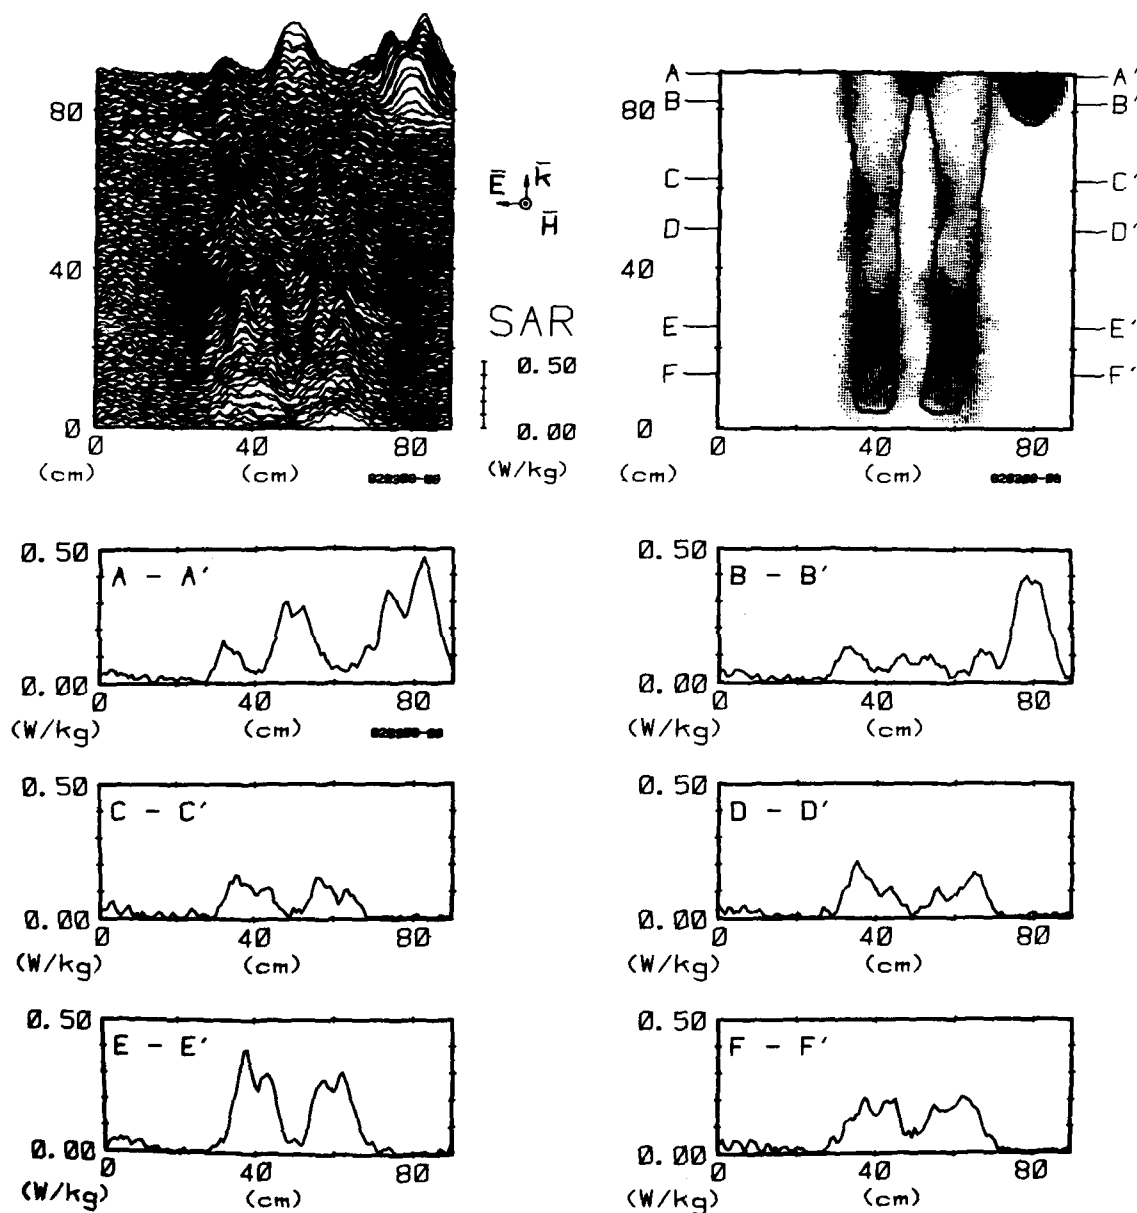 80
40
0
0 40 80
(cm) (cm)
Ē k̄
H̄
SAR
0.50
0.00
(W/kg)
A A'
B B'
80
C C'
D D'
40
E E'
F F'
0
0 40 80
(cm) (cm)
0.50
A - A'
0.00
0 40 80
(W/kg) (cm)
0.50
B - B'
0.00
0 40 80
(W/kg) (cm)
0.50
C - C'
0.00
0 40 80
(W/kg) (cm)
0.50
D - D'
0.00
0 40 80
(W/kg) (cm)
0.50
E - E'
0.00
0 40 80
(W/kg) (cm)
0.50
F - F'
0.00
0 40 80
(W/kg) (cm)